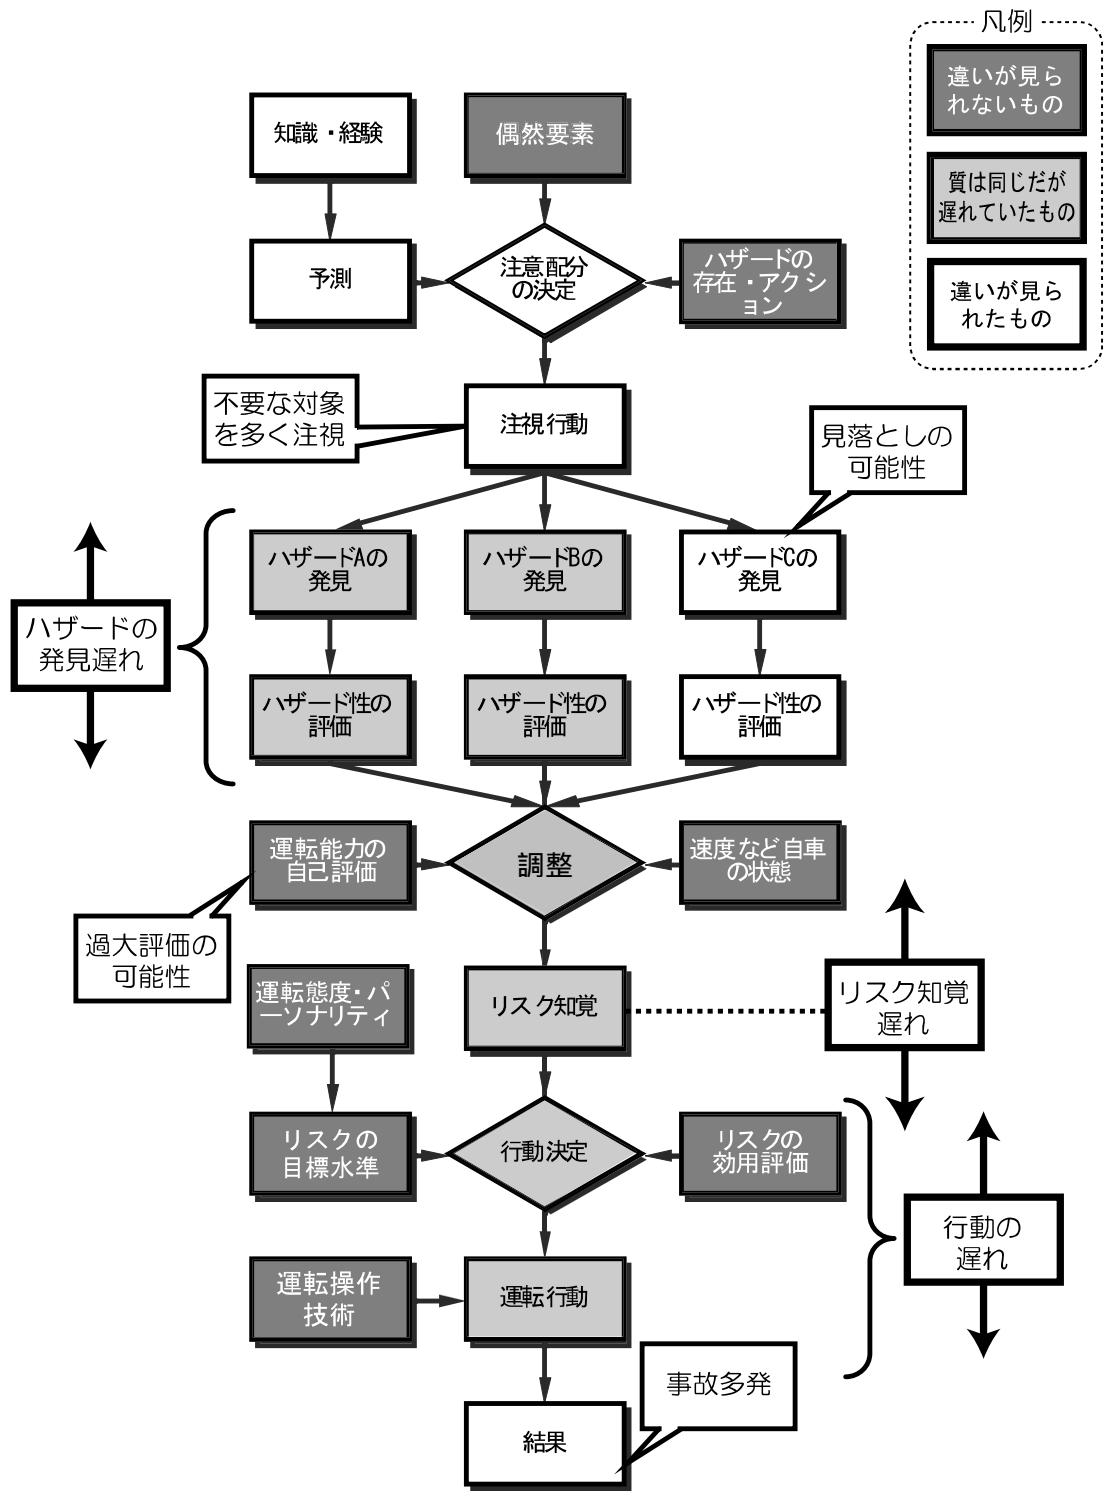 凡例
違いが見ら
れないもの
質は同じだが
遅れていたもの
違いが見ら
れたもの
知識・経験
偶然要素
予測
注意配分
の決定
ハザードの
存在・アクシ
ョン
不要な対象
を多く注視
注視行動
見落としの
可能性
ハザードAの
発見
ハザードBの
発見
ハザードCの
発見
ハザードの
発見遅れ
ハザード性の
評価
ハザード性の
評価
ハザード性の
評価
運転能力の
自己評価
調整
速度など自車
の状態
過大評価の
可能性
運転態度・パ
ーソナリティ
リスク知覚
リスク知覚
遅れ
リスクの
目標水準
行動決定
リスクの
効用評価
行動の
遅れ
運転操作
技術
運転行動
事故多発
結果